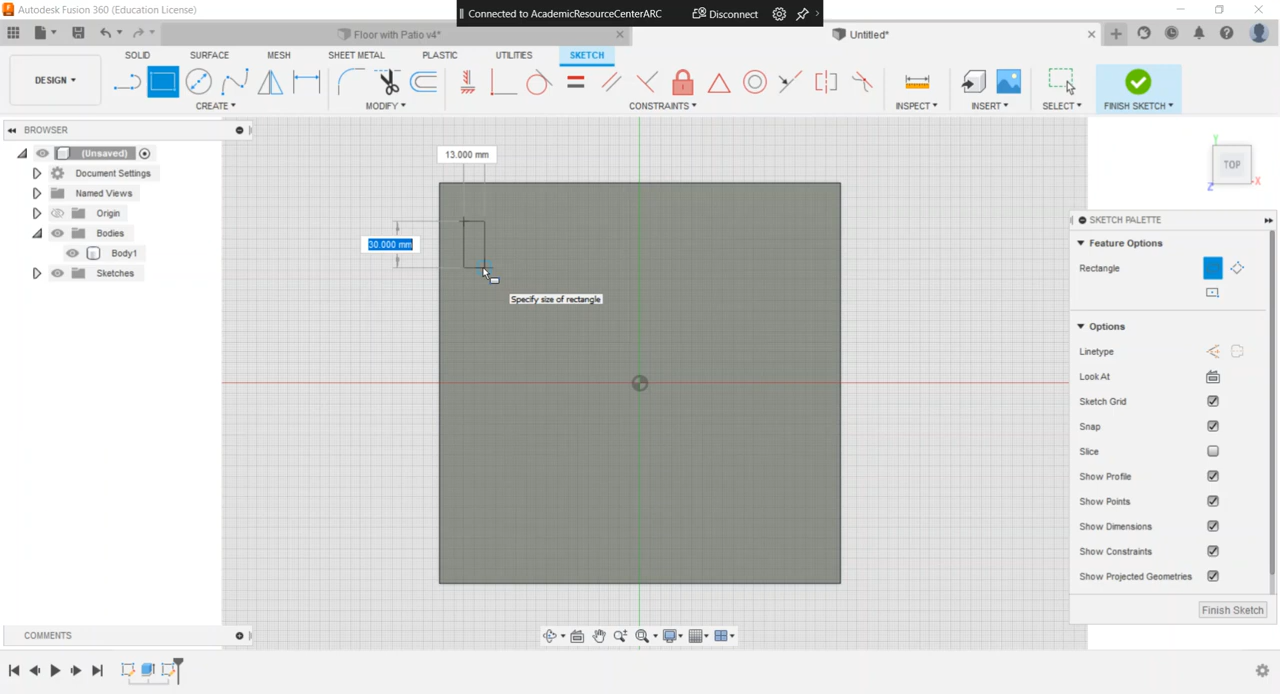 Autodesk Fusion 360 (Education License)
Connected to AcademicResourceCenterARC
Disconnect
Floor with Patio v4*
Untitled*
DESIGN
SOLID
SURFACE
MESH
SHEET METAL
PLASTIC
UTILITIES
SKETCH
CREATE
MODIFY
CONSTRAINTS
INSPECT
INSERT
SELECT
FINISH SKETCH
BROWSER
(Unsaved)
Document Settings
Named Views
Origin
Bodies
Body1
Sketches
13.000 mm
30.000 mm
Specify size of rectangle
Y
TOP
X
Z
SKETCH PALETTE
Feature Options
Rectangle
Options
Linetype
Look At
Sketch Grid
Snap
Slice
Show Profile
Show Points
Show Dimensions
Show Constraints
Show Projected Geometries
Finish Sketch
COMMENTS